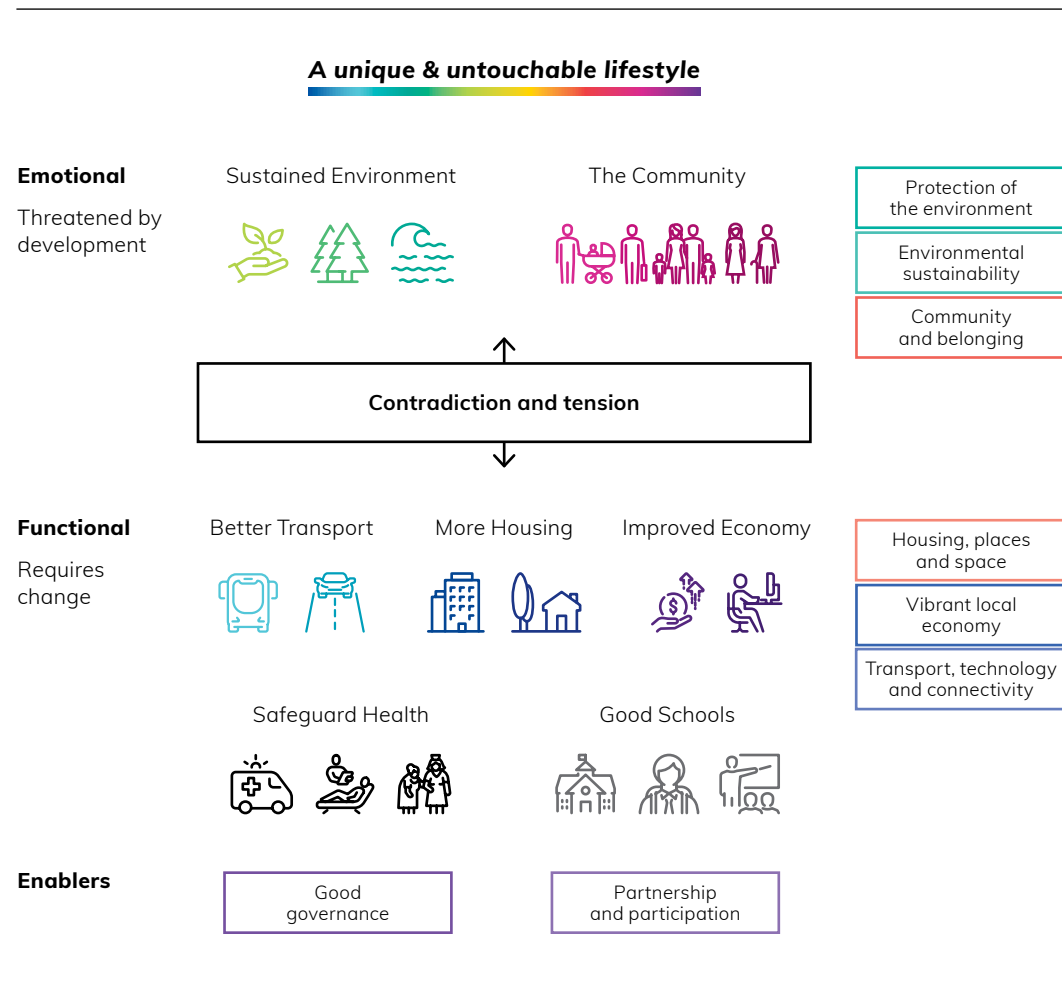 A unique & untouchable lifestyle
Emotional
Threatened by
development
Sustained Environment
The Community
Protection of
the environment
Environmental
sustainability
Community
and belonging
Contradiction and tension
Functional
Requires
change
Better Transport
More Housing
Improved Economy
$
Housing, places
and space
Vibrant local
economy
Transport, technology
and connectivity
Safeguard Health
Good Schools
Enablers
Good
governance
Partnership
and participation